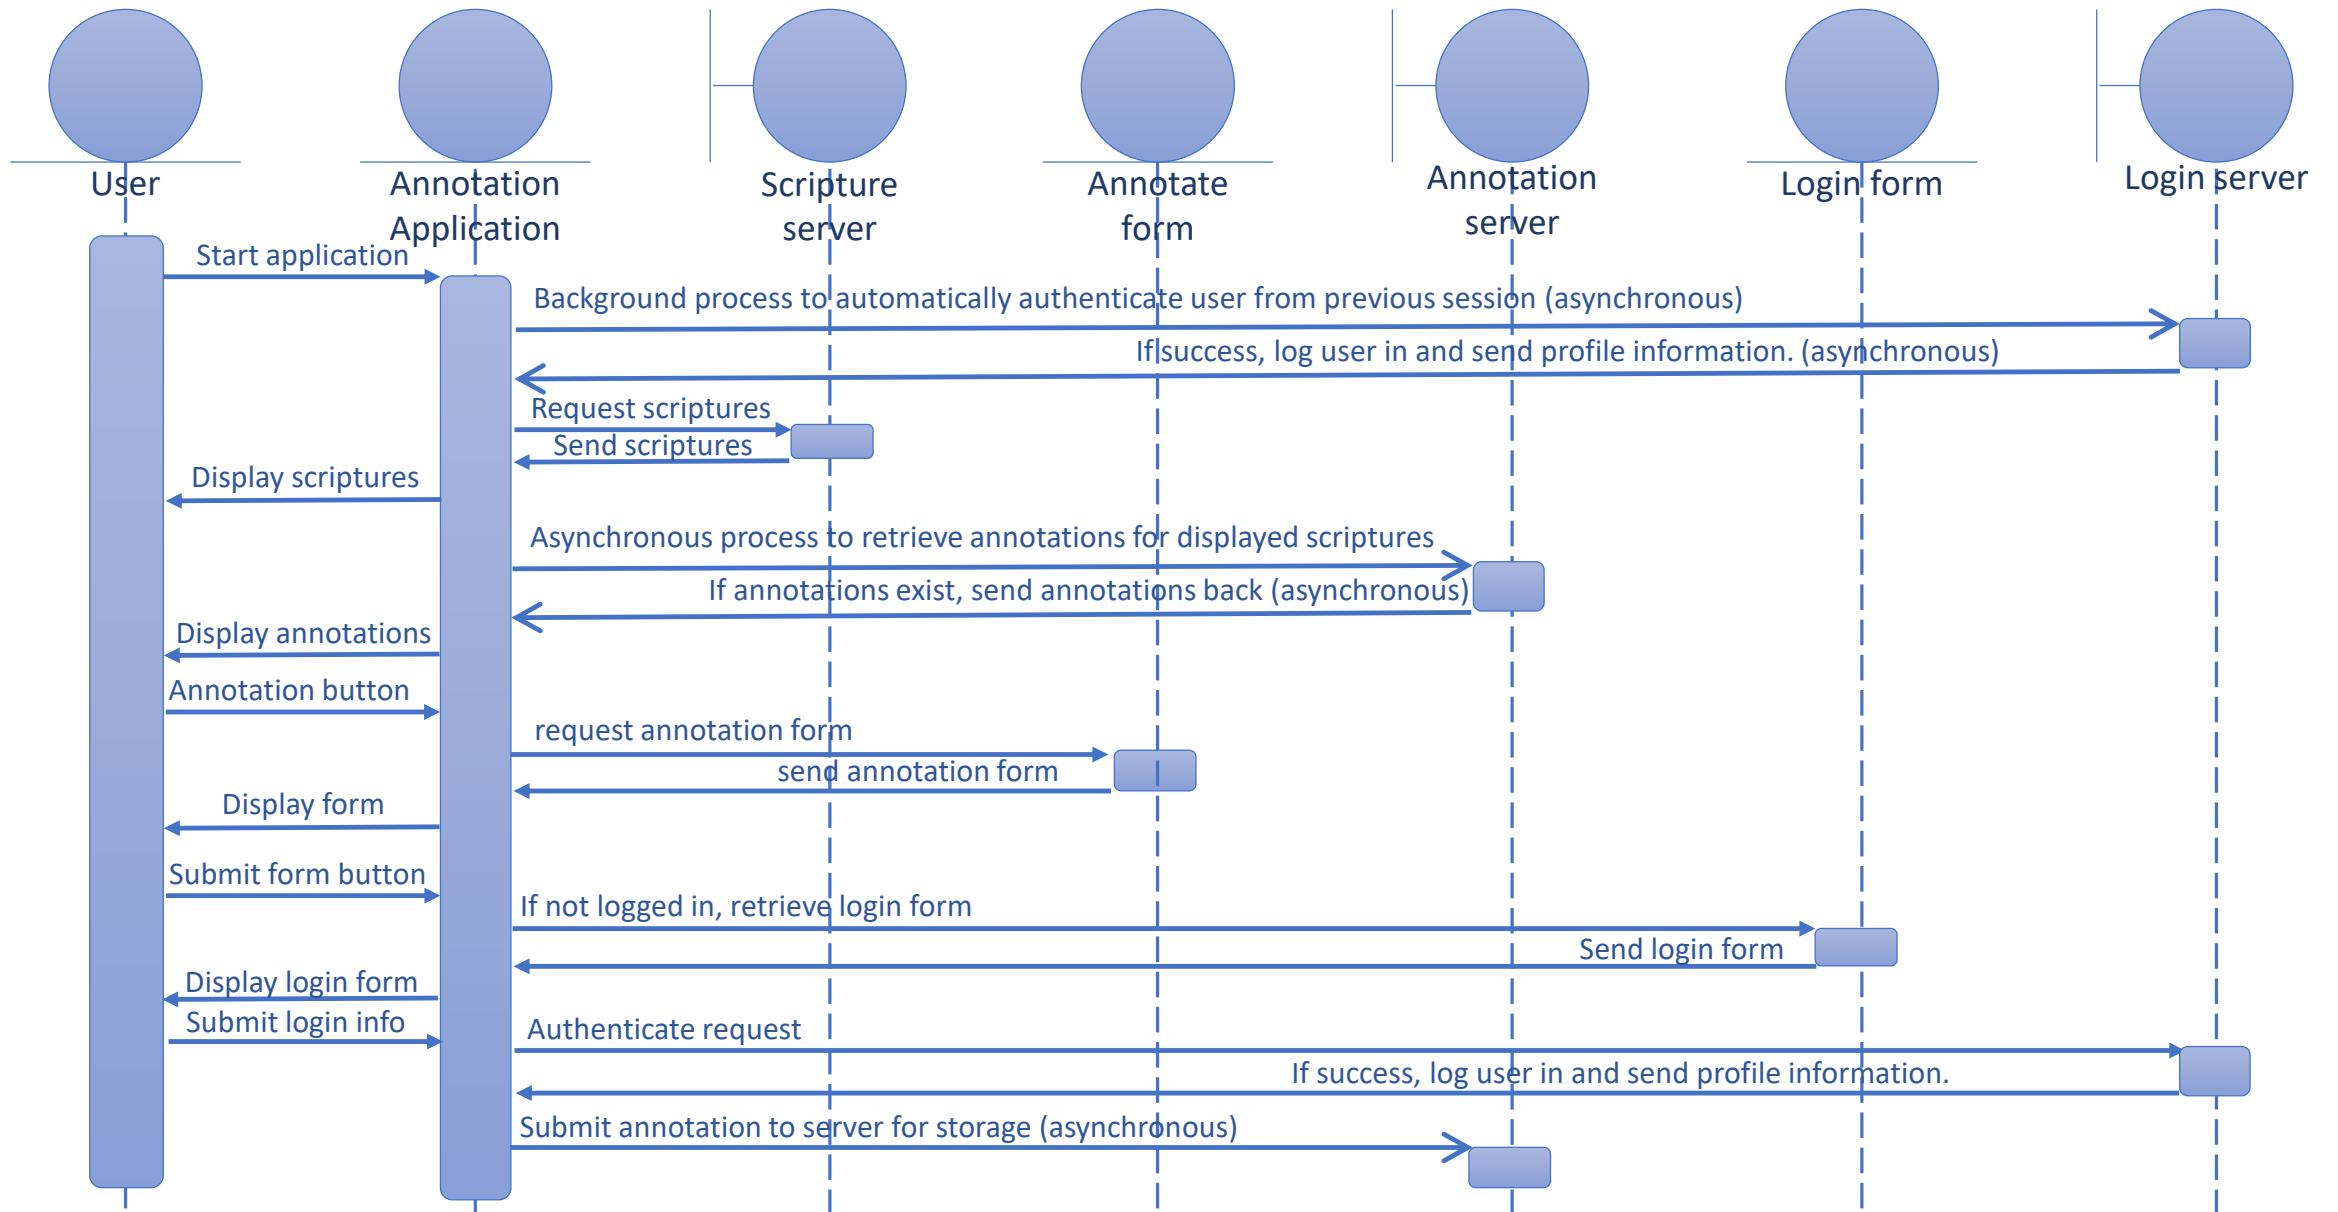 User
Annotation
Application
Scripture
server
Annotate
form
Annotation
server
Login form
Login server
Start application
Background process to automatically authenticate user from previous session (asynchronous)
If success, log user in and send profile information. (asynchronous)
Request scriptures
Send scriptures
Display scriptures
Asynchronous process to retrieve annotations for displayed scriptures
If annotations exist, send annotations back (asynchronous)
Display annotations
Annotation button
request annotation form
send annotation form
Display form
Submit form button
If not logged in, retrieve login form
Send login form
Display login form
Submit login info
Authenticate request
If success, log user in and send profile information.
Submit annotation to server for storage (asynchronous)